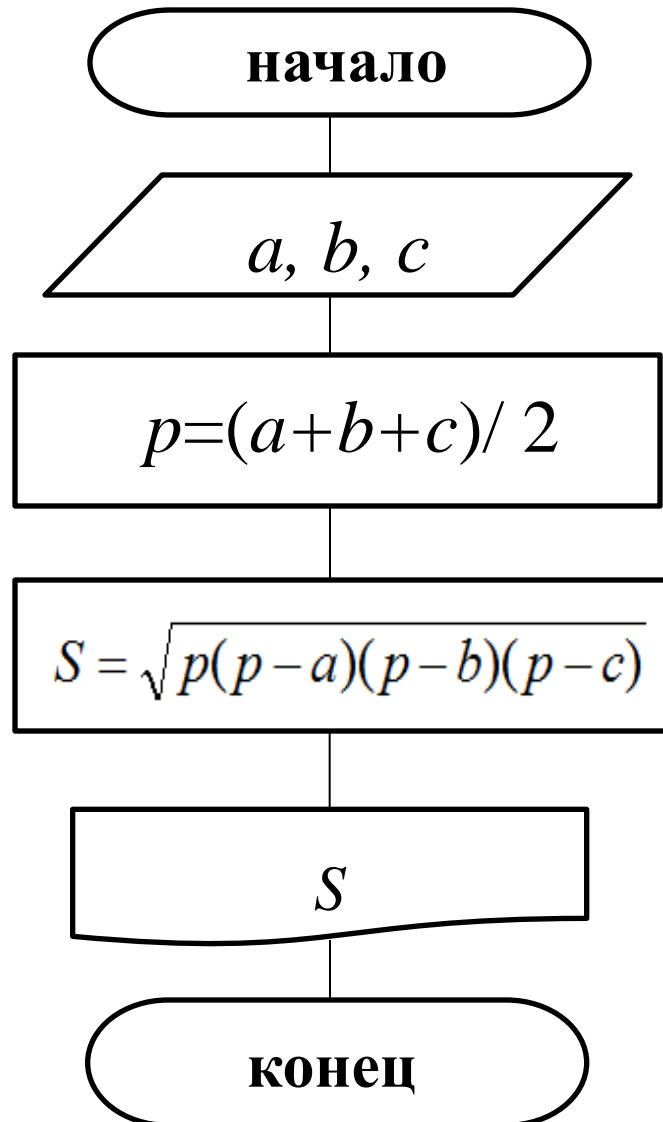 начало
a, b, c
p=(a+b+c)/ 2
S = √p(p − a)(p − b)(p − c)
S
конец